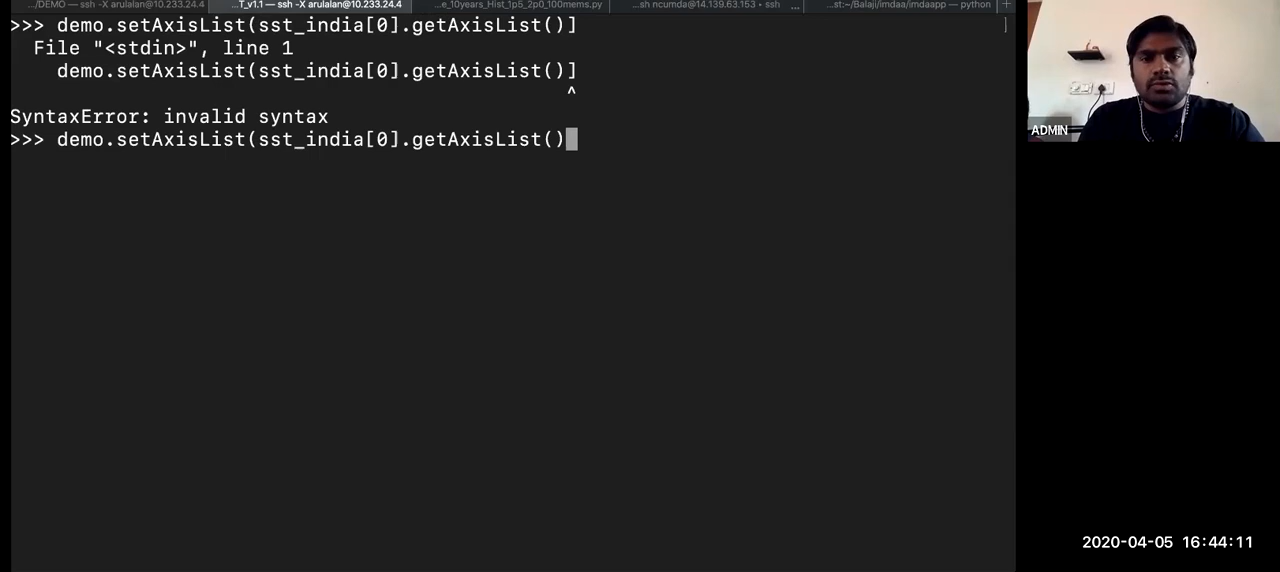 .../DEMO — ssh -X arulalan@10.233.24.4
...T_v1.1 — ssh -X arulalan@10.233.24.4
...e_10years_Hist_1p5_2p0_100mems.py
...sh ncumda@14.139.63.153 ▸ ssh ...
...st:~/Balaji/imdaa/imdaapp — python +
>>> demo.setAxisList(sst_india[0].getAxisList()]
File "<stdin>", line 1
demo.setAxisList(sst_india[0].getAxisList()]
^
SyntaxError: invalid syntax
>>> demo.setAxisList(sst_india[0].getAxisList()
ADMIN
2020-04-05 16:44:11